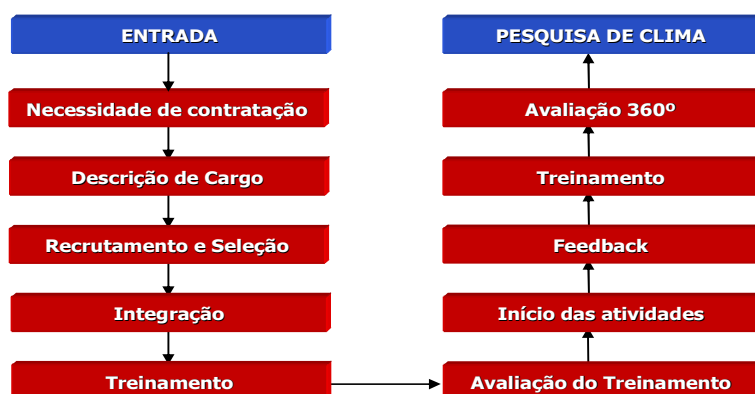 ENTRADA
Necessidade de contratação
Descrição de Cargo
Recrutamento e Seleção
Integração
Treinamento
Avaliação do Treinamento
Início das atividades
Feedback
Treinamento
Avaliação 360º
PESQUISA DE CLIMA